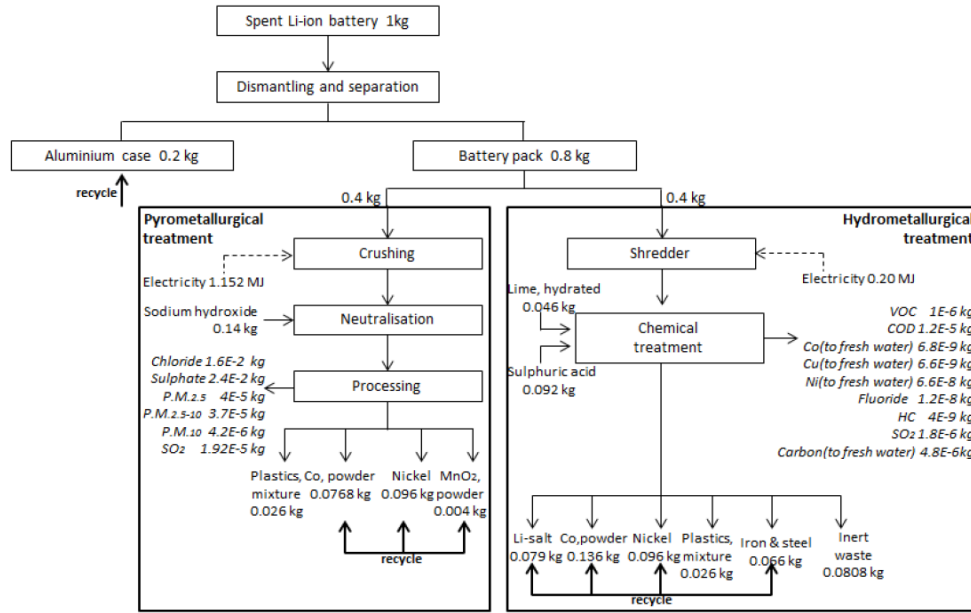 Spent Li-ion battery 1kg
Dismantling and separation
Aluminium case 0.2 kg
Battery pack 0.8 kg
recycle
0.4 kg
0.4 kg
Pyrometallurgical
treatment
Crushing
Electricity 1.152 MJ
Sodium hydroxide
0.14 kg
Neutralisation
Chloride 1.6E-2 kg
Sulphate 2.4E-2 kg
P.M.2.5 4E-5 kg
P.M.2.5-10 3.7E-5 kg
P.M.10 4.2E-6 kg
SO2 1.92E-5 kg
Processing
Plastics,
mixture
0.026 kg
Co, powder
0.0768 kg
Nickel
0.096 kg
MnO2,
powder
0.004 kg
recycle
Hydrometallurgical
treatment
Shredder
Electricity 0.20 MJ
Lime, hydrated
0.046 kg
Chemical
treatment
Sulphuric acid
0.092 kg
VOC 1E-6 kg
COD 1.2E-5 kg
Co(to fresh water) 6.8E-9 kg
Cu(to fresh water) 6.6E-9 kg
Ni(to fresh water) 6.6E-8 kg
Fluoride 1.2E-8 kg
HC 4E-9 kg
SO2 1.8E-6 kg
Carbon(to fresh water) 4.8E-6kg
Li-salt
0.079 kg
Co,powder
0.136 kg
Nickel
0.096 kg
Plastics,
mixture
0.026 kg
Iron & steel
0.066 kg
Inert
waste
0.0808 kg
recycle